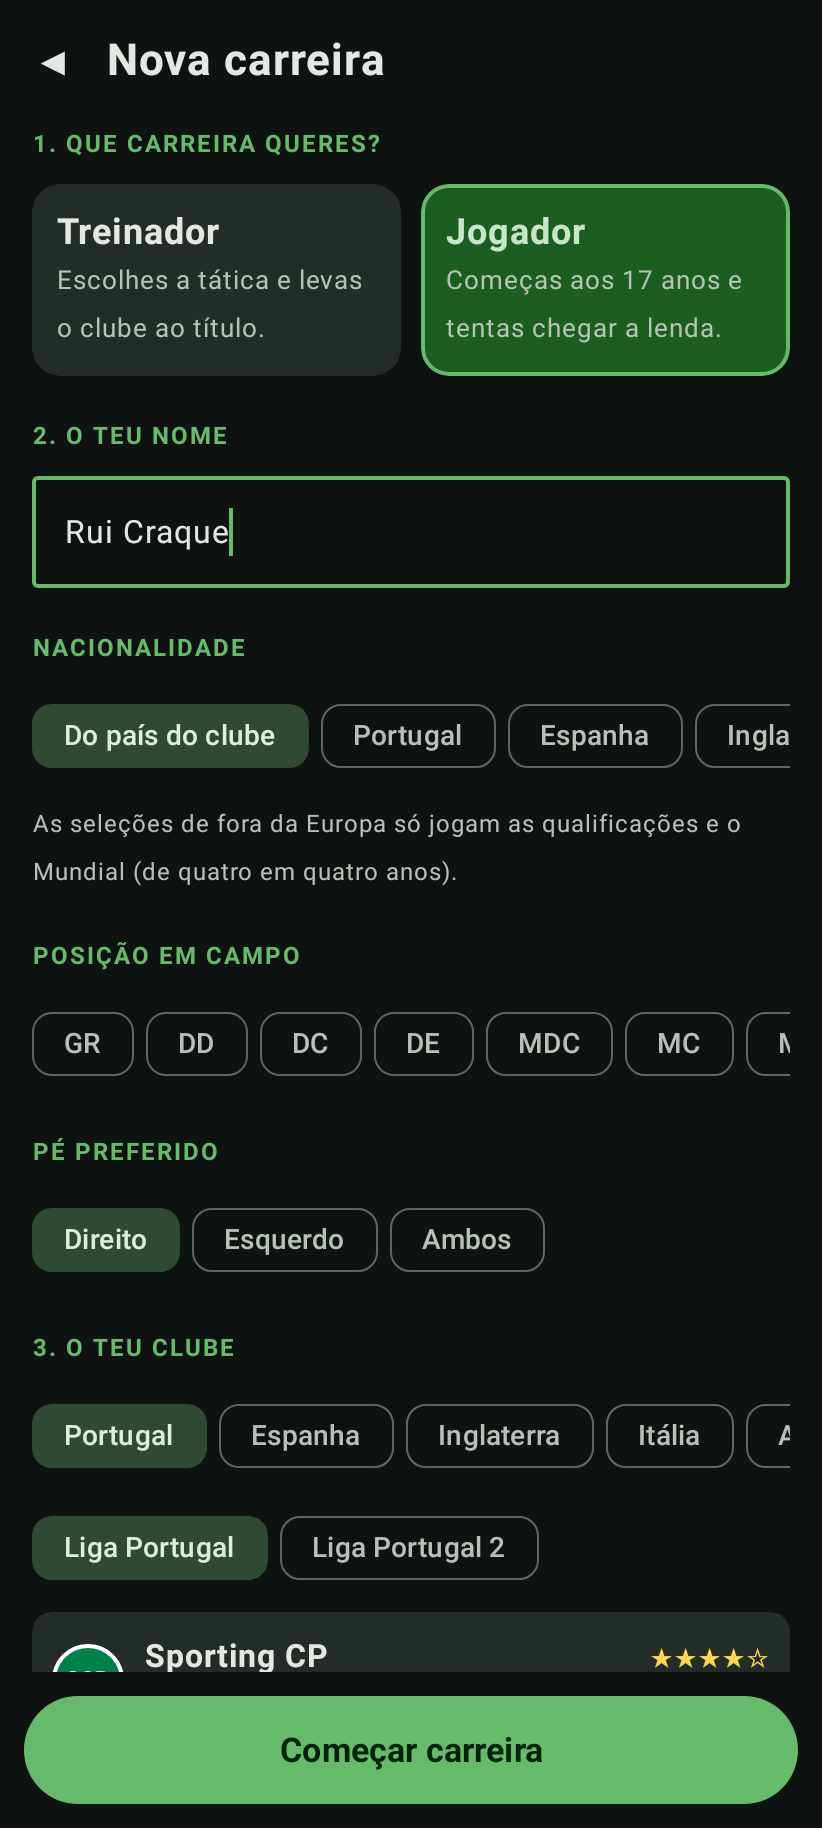 Nova carreira
1. QUE CARREIRA QUERES?
Treinador
Escolhes a tática e levas
o clube ao título.
Jogador
Começas aos 17 anos e
tentas chegar a lenda.
2. O TEU NOME
Rui Craque
NACIONALIDADE
Do país do clube
Portugal
Espanha
Ingla
As seleções de fora da Europa só jogam as qualificações e o
Mundial (de quatro em quatro anos).
POSIÇÃO EM CAMPO
GR
DD
DC
DE
MDC
MC
PÉ PREFERIDO
Direito
Esquerdo
Ambos
3. O TEU CLUBE
Portugal
Espanha
Inglaterra
Itália
Liga Portugal
Liga Portugal 2
Sporting CP
★★★★☆
Começar carreira